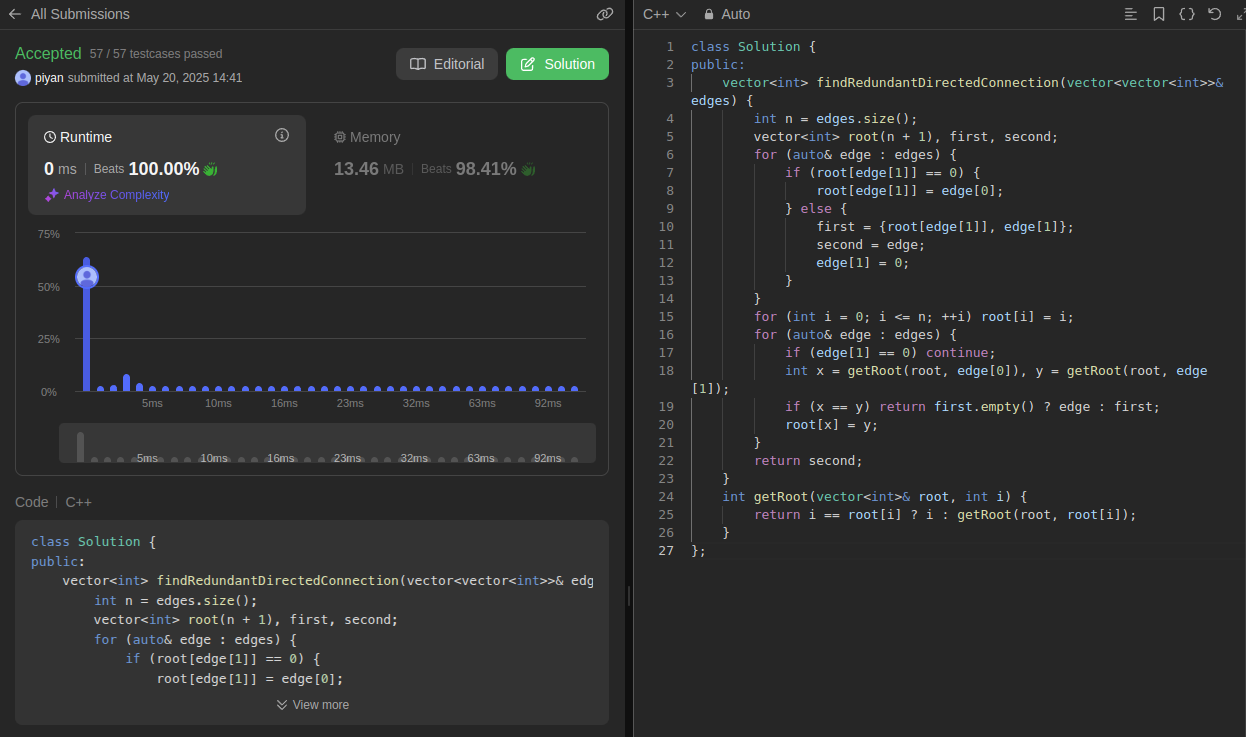 All Submissions
Accepted 57 / 57 testcases passed
piyan submitted at May 20, 2025 14:41
Editorial
Solution
Runtime
0 ms | Beats 100.00%
Analyze Complexity
Memory
13.46 MB | Beats 98.41%
75%
50%
25%
0%
5ms 10ms 16ms 23ms 32ms 63ms 92ms
5ms 10ms 16ms 23ms 32ms 63ms 92ms
Code | C++
class Solution {
public:
    vector<int> findRedundantDirectedConnection(vector<vector<int>>& edg
        int n = edges.size();
        vector<int> root(n + 1), first, second;
        for (auto& edge : edges) {
            if (root[edge[1]] == 0) {
                root[edge[1]] = edge[0];
View more
C++ Auto
1 class Solution {
2 public:
3     vector<int> findRedundantDirectedConnection(vector<vector<int>>&
edges) {
4         int n = edges.size();
5         vector<int> root(n + 1), first, second;
6         for (auto& edge : edges) {
7             if (root[edge[1]] == 0) {
8                 root[edge[1]] = edge[0];
9             } else {
10                 first = {root[edge[1]], edge[1]};
11                 second = edge;
12                 edge[1] = 0;
13             }
14         }
15         for (int i = 0; i <= n; ++i) root[i] = i;
16         for (auto& edge : edges) {
17             if (edge[1] == 0) continue;
18             int x = getRoot(root, edge[0]), y = getRoot(root, edge
[1]);
19             if (x == y) return first.empty() ? edge : first;
20             root[x] = y;
21         }
22         return second;
23     }
24     int getRoot(vector<int>& root, int i) {
25         return i == root[i] ? i : getRoot(root, root[i]);
26     }
27 };